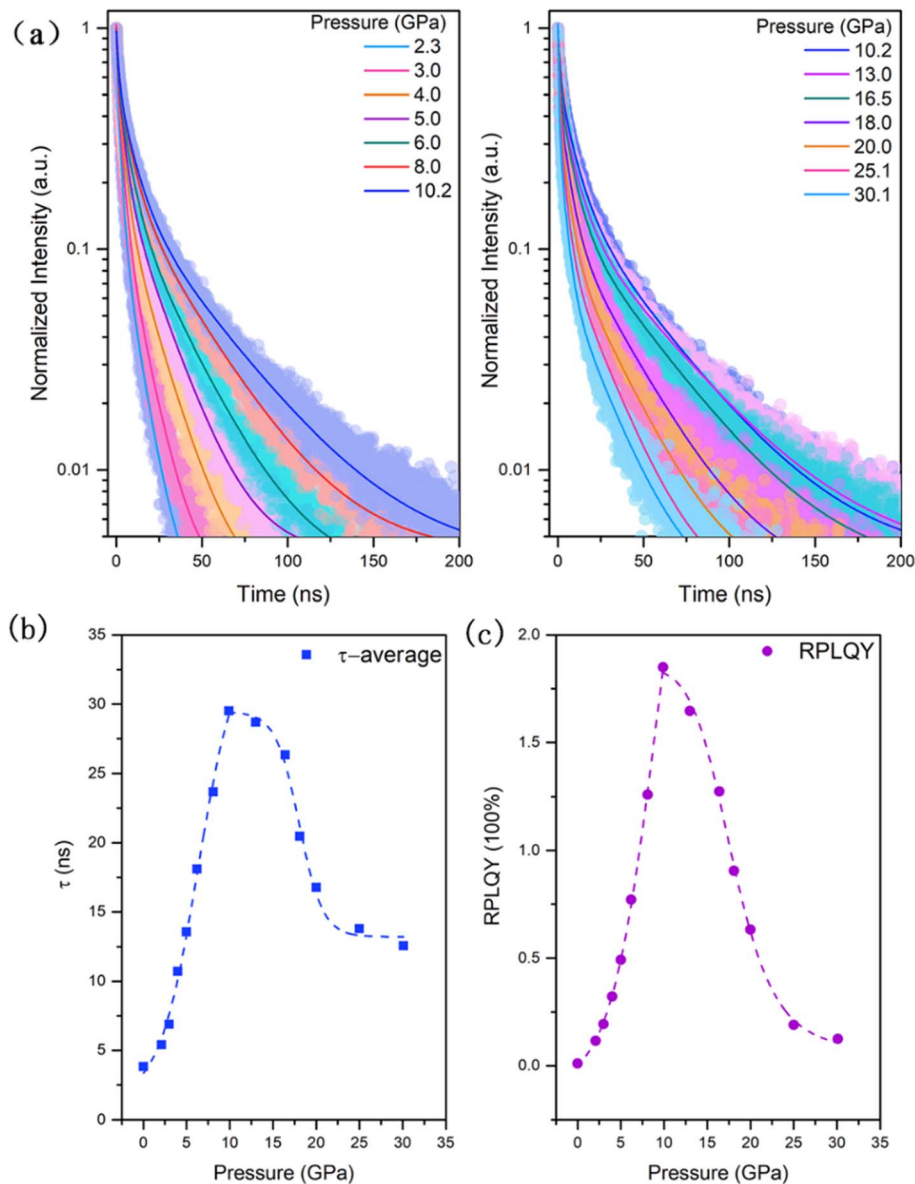 (a)
Pressure (GPa)
2.3
3.0
4.0
5.0
6.0
8.0
10.2
1
0.1
0.01
Normalized Intensity (a.u.)
0 50 100 150 200
Time (ns)
Pressure (GPa)
10.2
13.0
16.5
18.0
20.0
25.1
30.1
1
0.1
0.01
Normalized Intensity (a.u.)
0 50 100 150 200
Time (ns)
(b)
τ−average
35
30
25
20
15
10
5
0
τ (ns)
0 5 10 15 20 25 30 35
Pressure (GPa)
(c)
RPLQY
2.0
1.5
1.0
0.5
0.0
RPLQY (100%)
0 5 10 15 20 25 30 35
Pressure (GPa)